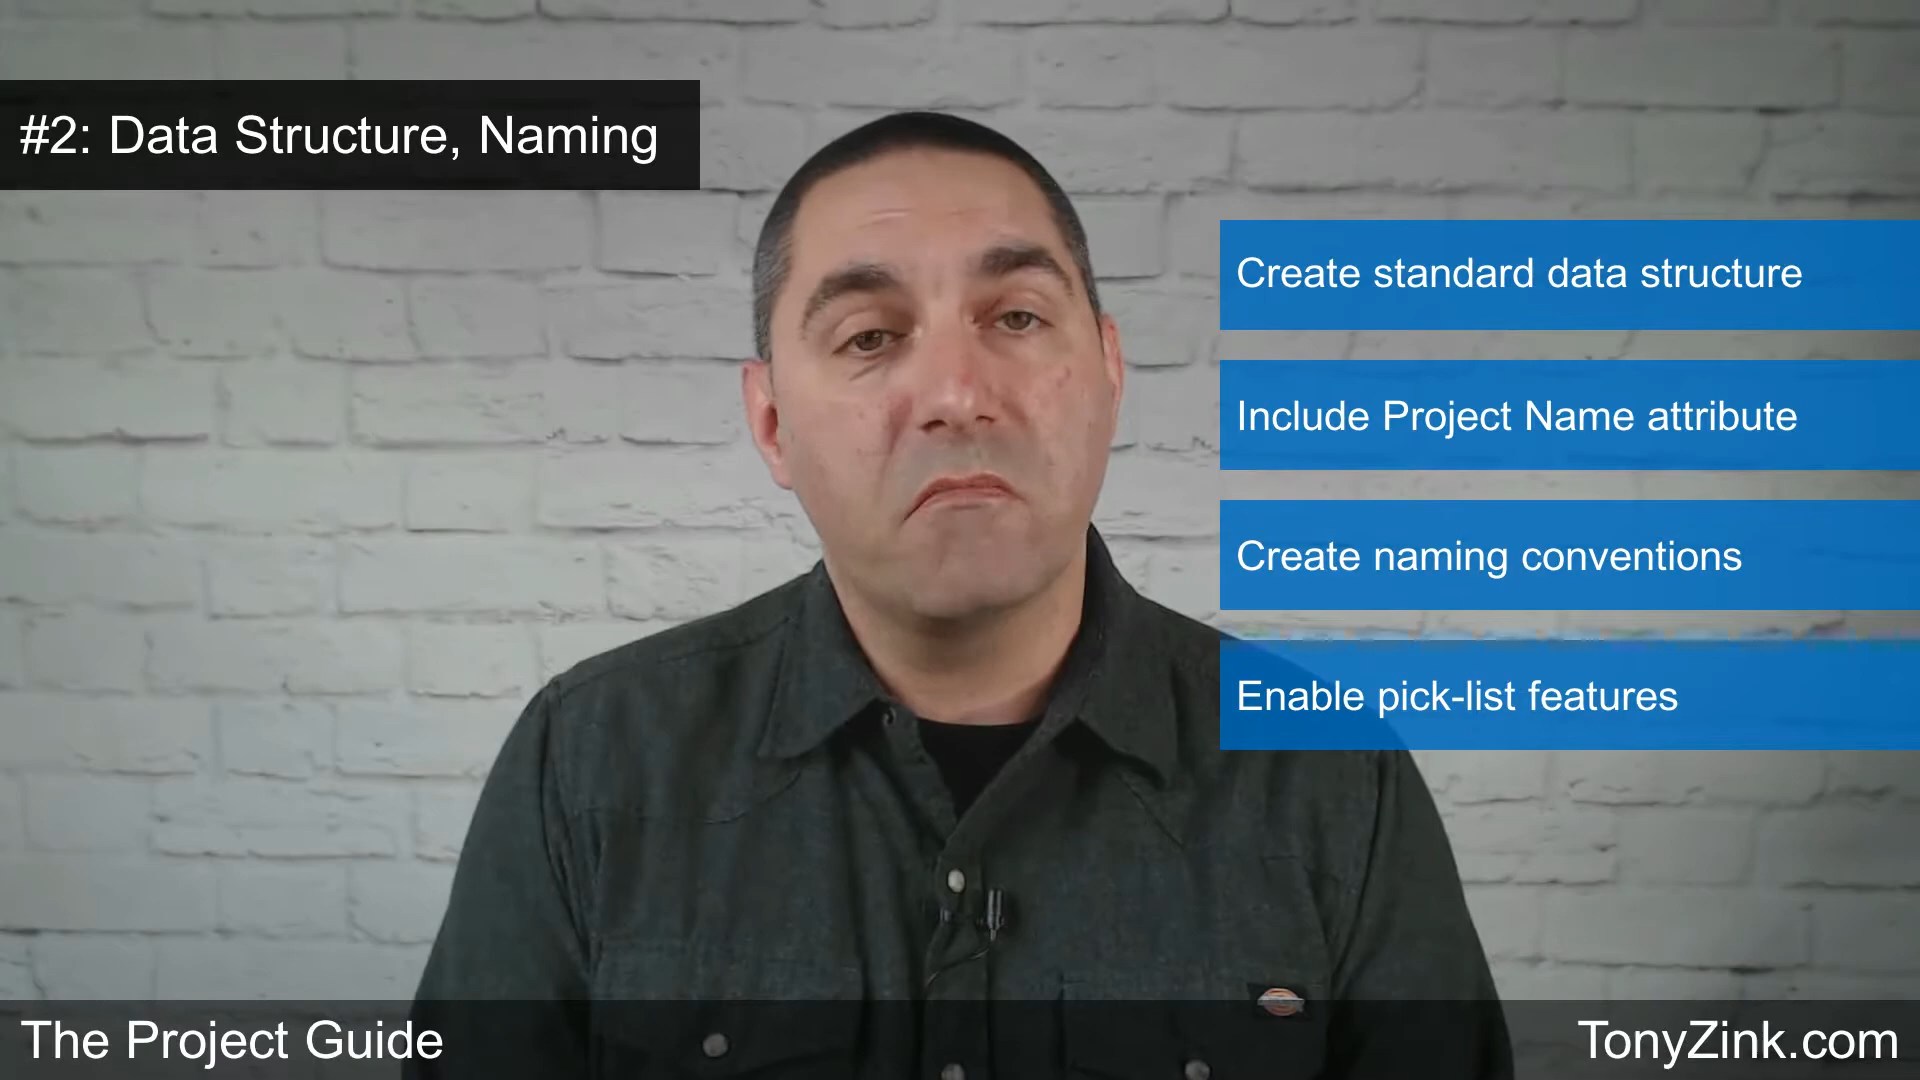 #2: Data Structure, Naming
Create standard data structure
Include Project Name attribute
Create naming conventions
Enable pick-list features
The Project Guide
TonyZink.com